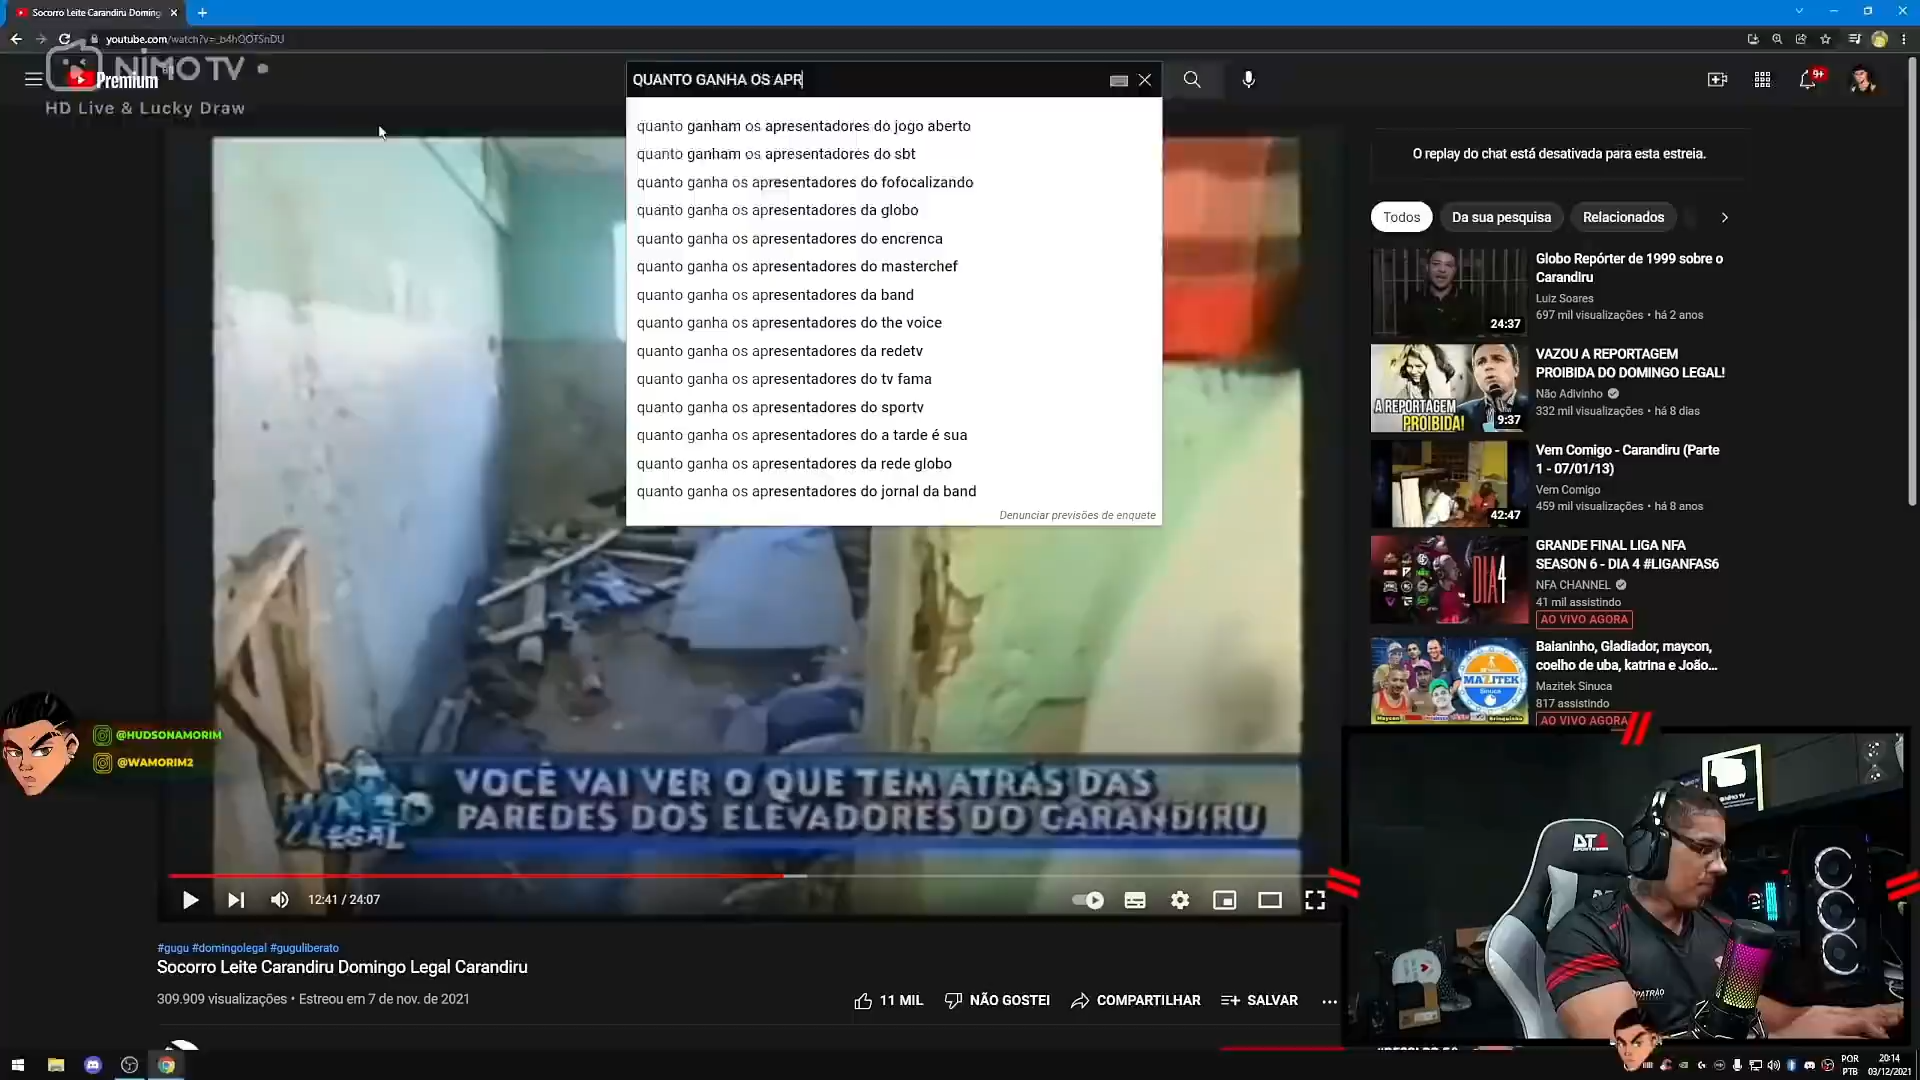 Socorro Leite Carandiru Doming
youtube.com/watch?v=_b4hQOTSnDU
NIMO TV
Premium
HD Live & Lucky Draw
QUANTO GANHA OS APR
9+
quanto ganham os apresentadores do jogo aberto
quanto ganham os apresentadores do sbt
quanto ganha os apresentadores do fofocalizando
quanto ganha os apresentadores da globo
quanto ganha os apresentadores do encrenca
quanto ganha os apresentadores do masterchef
quanto ganha os apresentadores da band
quanto ganha os apresentadores do the voice
quanto ganha os apresentadores da redetv
quanto ganha os apresentadores do tv fama
quanto ganha os apresentadores do sportv
quanto ganha os apresentadores do a tarde é sua
quanto ganha os apresentadores da rede globo
quanto ganha os apresentadores do jornal da band
Denunciar previsões de enquete
O replay do chat está desativada para esta estreia.
Todos
Da sua pesquisa
Relacionados
Globo Repórter de 1999 sobre o
Carandiru
Luiz Soares
697 mil visualizações • há 2 anos
24:37
VAZOU A REPORTAGEM
PROIBIDA DO DOMINGO LEGAL!
Não Adivinho
332 mil visualizações • há 8 dias
A REPORTAGEM
PROIBIDA!
9:37
Vem Comigo - Carandiru (Parte
1 - 07/01/13)
Vem Comigo
459 mil visualizações • há 8 anos
42:47
GRANDE FINAL LIGA NFA
SEASON 6 - DIA 4 #LIGANFAS6
NFA CHANNEL
41 mil assistindo
AO VIVO AGORA
DIA 4
Baianinho, Gladiador, maycon,
coelho de uba, katrina e João...
Mazitek Sinuca
817 assistindo
AO VIVO AGORA
MAZITEK
Sinuca
@HUDSONAMORIM
@WAMORIM2
DOMINGO
LEGAL
VOCÊ VAI VER O QUE TEM ATRÁS DAS
PAREDES DOS ELEVADORES DO CARANDIRU
12:41 / 24:07
#gugu #domingolegal #guguliberato
Socorro Leite Carandiru Domingo Legal Carandiru
309.909 visualizações • Estreou em 7 de nov. de 2021
11 MIL
NÃO GOSTEI
COMPARTILHAR
SALVAR
NIMO TV
DT3
POR
PTB
20:14
03/12/2021